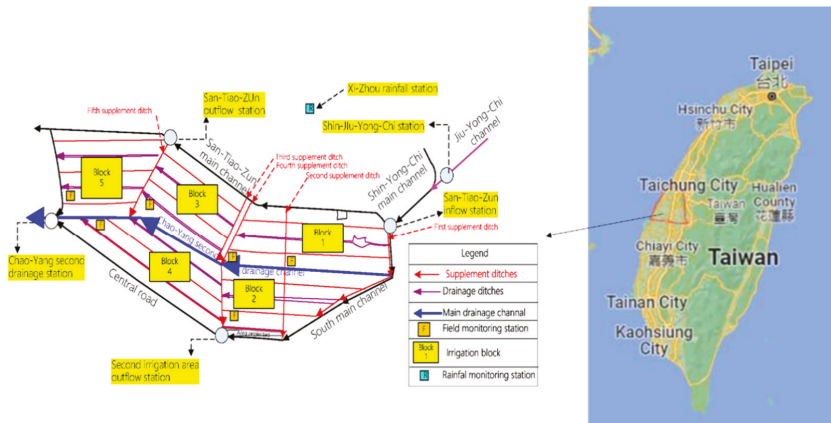 San-Tiao-ZUn
outflow station
Fifth supplement ditch
R
Xi-Zhou rainfall station
Shin-JIu-Yong-Chi station
Jiu-Yong-Chi
channel
San-Tiao-Zun
main channel
Third supplement ditch
Fourth supplement ditch
Second supplement ditch
Shin-Yong-Chi
main channel
San-Tiao-Zun
inflow station
First supplement ditch
Block
5
F
Block
3
F
F
Block
1
F
F
Chao-Yang second
drainage channel
F
Block
4
Block
2
F
Chao-Yang second
drainage station
Central road
South main channel
Second irrigation area
outflow station
Legend
Supplement ditches
Drainage ditches
Main drainage channel
F
Field monitoring station
Block
1
Irrigation block
R
Rainfal monitoring station
Taipei
台北
Hsinchu City
新竹市
Taichung City
Taiwan
臺灣
Hualien
County
花蓮縣
Chiayi City
嘉義市
Taiwan
Tainan City
Kaohsiung
City